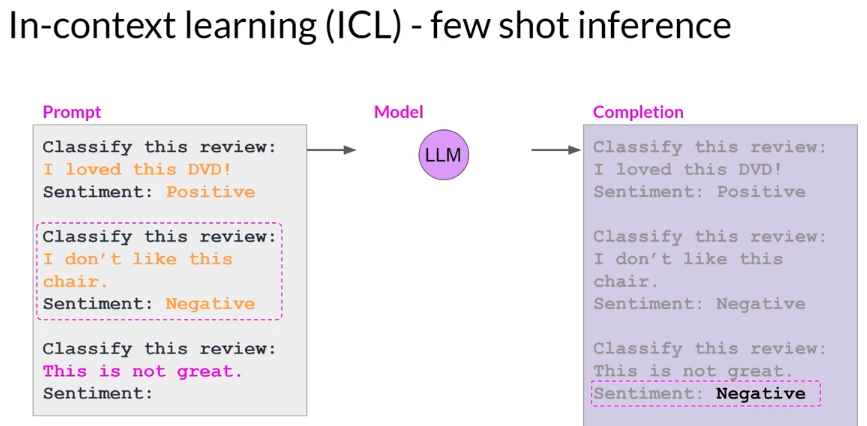 In-context learning (ICL) - few shot inference
Prompt
Model
Completion
Classify this review:
I loved this DVD!
Sentiment: Positive
Classify this review:
I don't like this
chair.
Sentiment: Negative
Classify this review:
This is not great.
Sentiment:
LLM
Classify this review:
I loved this DVD!
Sentiment: Positive
Classify this review:
I don't like this
chair.
Sentiment: Negative
Classify this review:
This is not great.
Sentiment: Negative